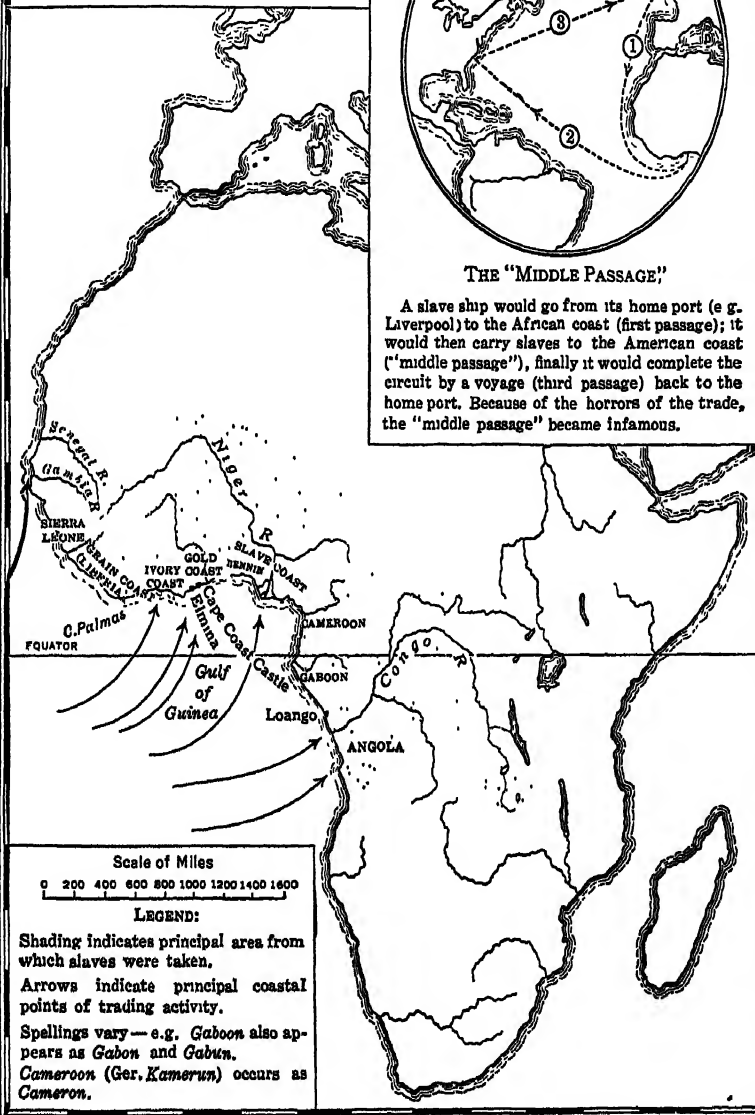 ③
①
②
THE "MIDDLE PASSAGE"
A slave ship would go from its home port (e g.
Liverpool) to the African coast (first passage); it
would then carry slaves to the American coast
("middle passage"), finally it would complete the
circuit by a voyage (third passage) back to the
home port. Because of the horrors of the trade,
the "middle passage" became infamous.
Senegal R.
Gambia R
Niger
R
SIERRA
LEONE
GRAIN COAST
(LIBERIA)
IVORY
COAST
GOLD
COAST
SLAVE COAST
BENNIN
C. Palmas
Elmina
Cape Coast Castle
CAMEROON
EQUATOR
Gulf
of
Guinea
GABOON
Congo R
Loango
ANGOLA
Scale of Miles
0 200 400 600 800 1000 1200 1400 1600
LEGEND:
Shading indicates principal area from
which slaves were taken.
Arrows indicate principal coastal
points of trading activity.
Spellings vary — e.g. Gaboon also ap-
pears as Gabon and Gabun.
Cameroon (Ger. Kamerun) occurs as
Cameron.